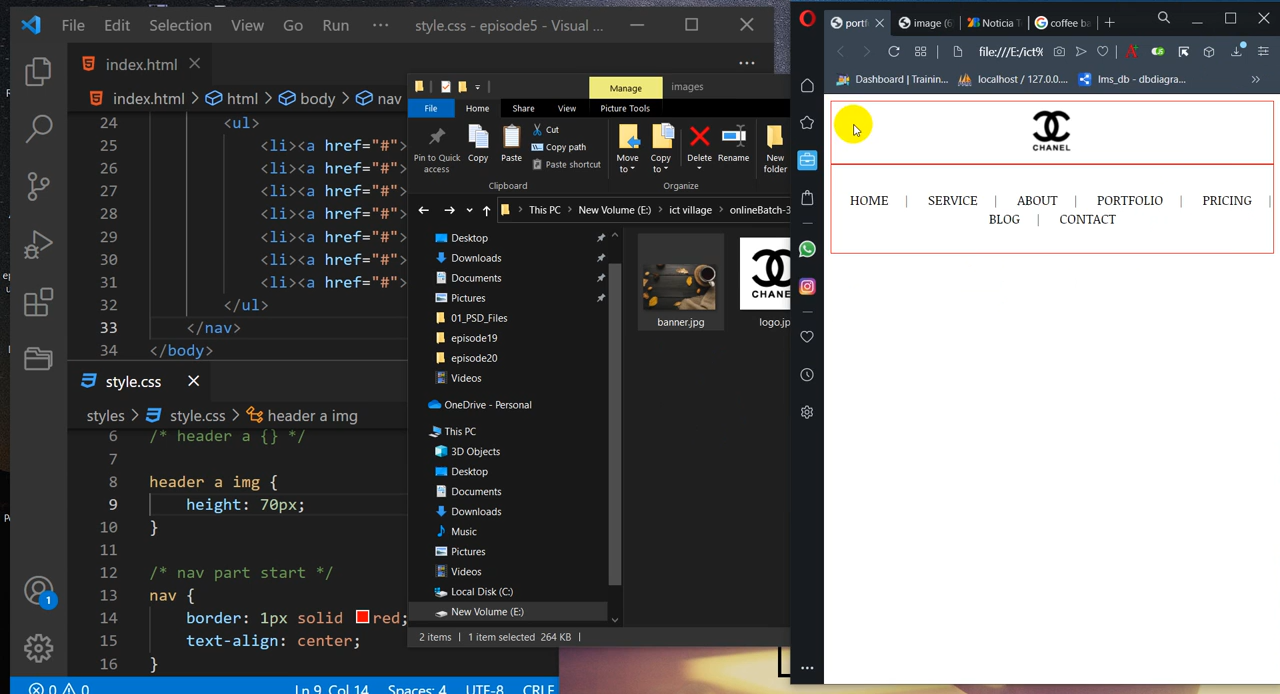 File Edit Selection View Go Run ··· style.css - episode5 - Visual ...
index.html
index.html > html > body > nav
24 <ul>
25 <li><a href="#">
26 <li><a href="#">
27 <li><a href="#">
28 <li><a href="#">
29 <li><a href="#">
30 <li><a href="#">
31 <li><a href="#">
32 </ul>
33 </nav>
34 </body>
style.css
styles > style.css > header a img
6 /* header a {} */
7
8 header a img {
9 height: 70px;
10 }
11
12 /* nav part start */
13 nav {
14 border: 1px solid red;
15 text-align: center;
16 }
1
0 0 Ln 9, Col 14 Spaces: 4 UTF-8 CRLF
Manage images
File Home Share View Picture Tools
Pin to Quick access
Copy
Paste
Cut
Copy path
Paste shortcut
Move to
Copy to
Delete
Rename
New folder
Clipboard Organize
This PC > New Volume (E:) > ict village > onlineBatch-3
Desktop
Downloads
Documents
Pictures
01_PSD_Files
episode19
episode20
Videos
OneDrive - Personal
This PC
3D Objects
Desktop
Documents
Downloads
Music
Pictures
Videos
Local Disk (C:)
New Volume (E:)
banner.jpg
CHANE
logo.jp
2 items 1 item selected 264 KB
portf image (6 Noticia T coffee ba
file:///E:/ict%
Dashboard | Trainin... localhost / 127.0.0.... lms_db - dbdiagra...
CHANEL
HOME | SERVICE | ABOUT | PORTFOLIO | PRICING |
BLOG | CONTACT